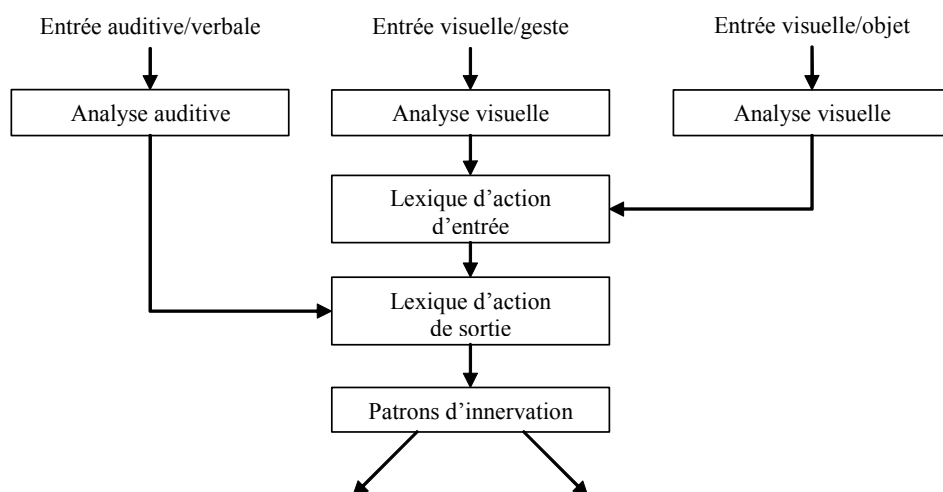 Entrée auditive/verbale
Entrée visuelle/geste
Entrée visuelle/objet
Analyse auditive
Analyse visuelle
Analyse visuelle
Lexique d’action
d’entrée
Lexique d’action
de sortie
Patrons d’innervation